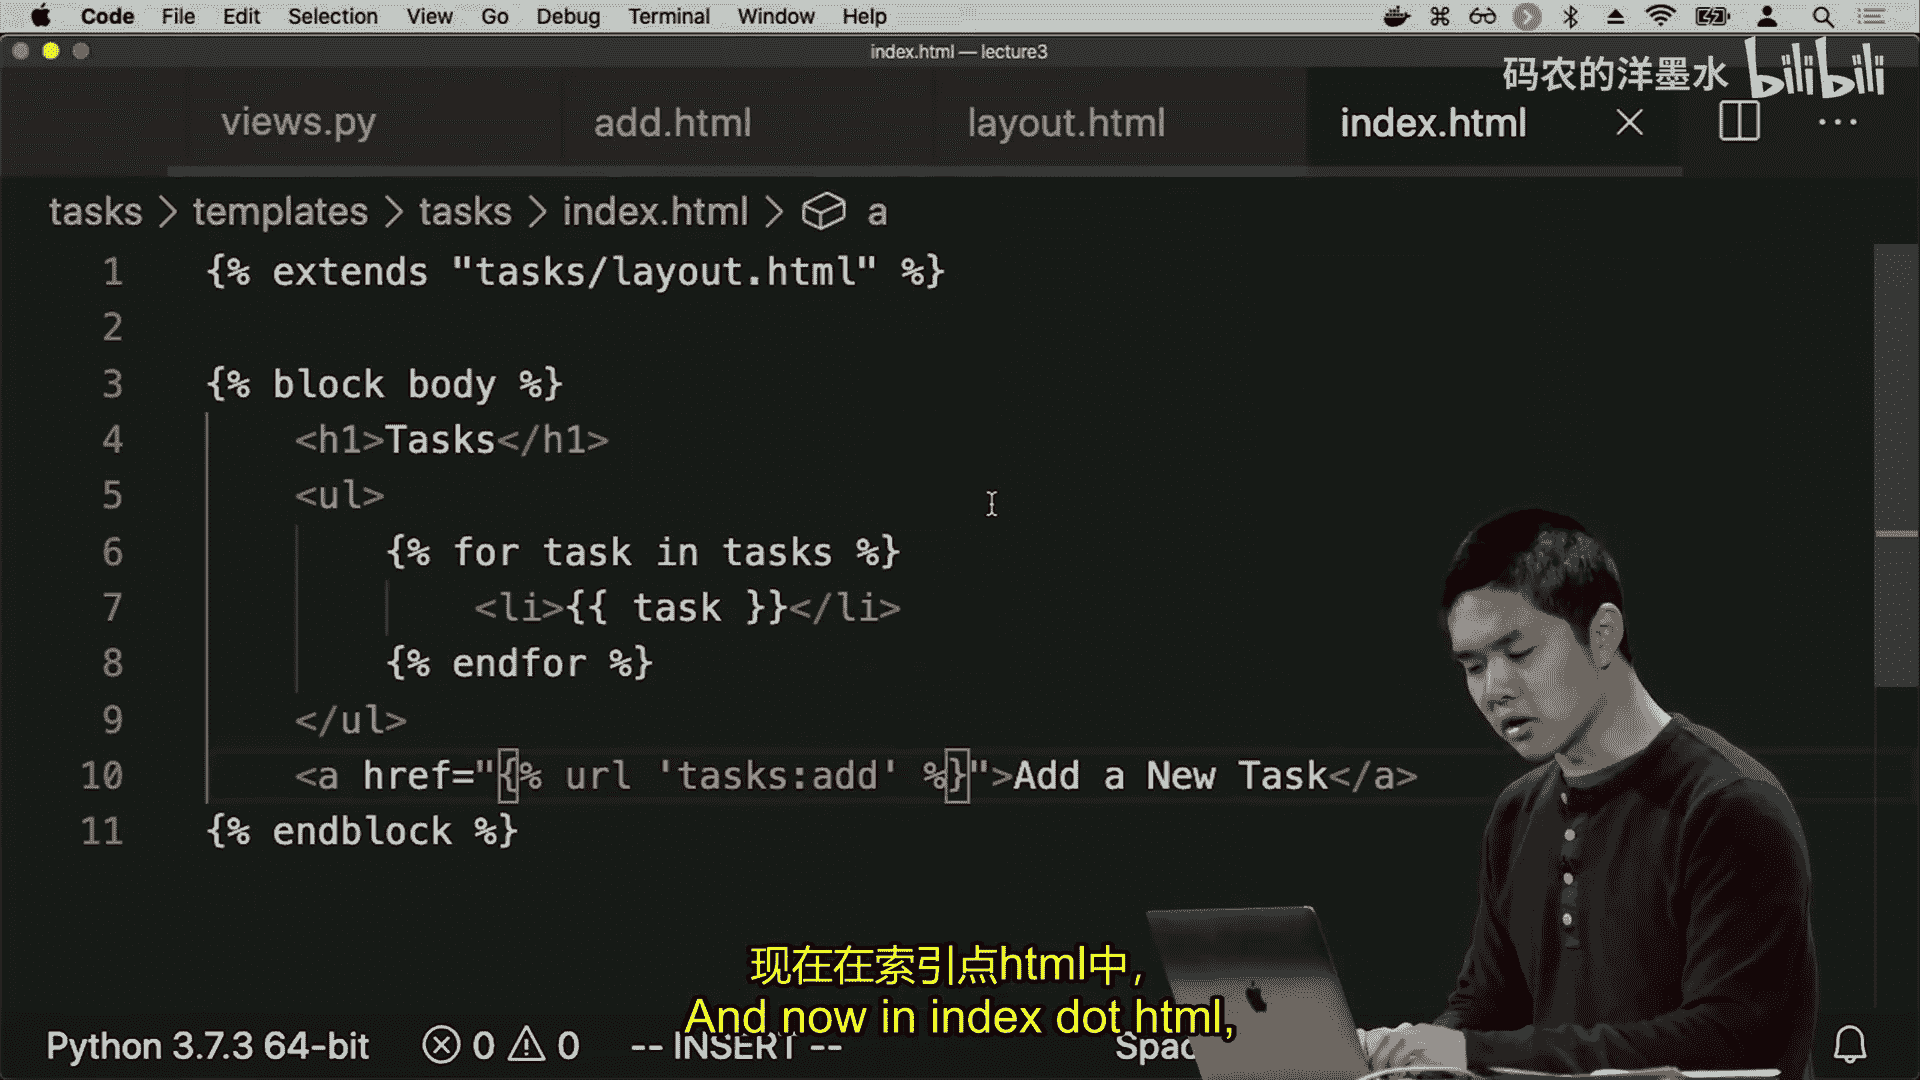 Code File Edit Selection View Go Debug Terminal Window Help
index.html — lecture3
码农的洋墨水 bilibili
views.py add.html layout.html index.html
tasks > templates > tasks > index.html > a
1 {% extends "tasks/layout.html" %}
2
3 {% block body %}
4 <h1>Tasks</h1>
5 <ul>
6 {% for task in tasks %}
7 <li>{{ task }}</li>
8 {% endfor %}
9 </ul>
10 <a href="{% url 'tasks:add' %}">Add a New Task</a>
11 {% endblock %}
现在在索引点html中，
And now in index dot html,
Python 3.7.3 64-bit 0 0 -- INSERT --